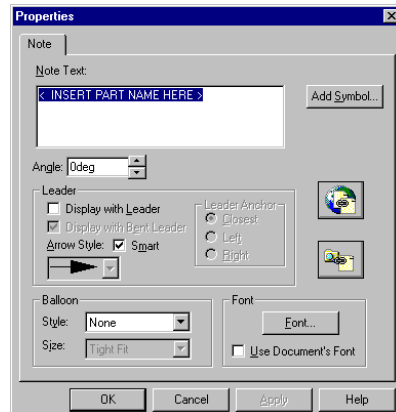 Properties
Note
Note Text:
< INSERT PART NAME HERE >
Add Symbol...
Angle: 0deg
Leader
Display with Leader
Display with Bent Leader
Arrow Style: Smart
Leader Anchor
Closest
Left
Right
Balloon
Style: None
Size: Tight Fit
Font
Font...
Use Document's Font
OK Cancel Apply Help